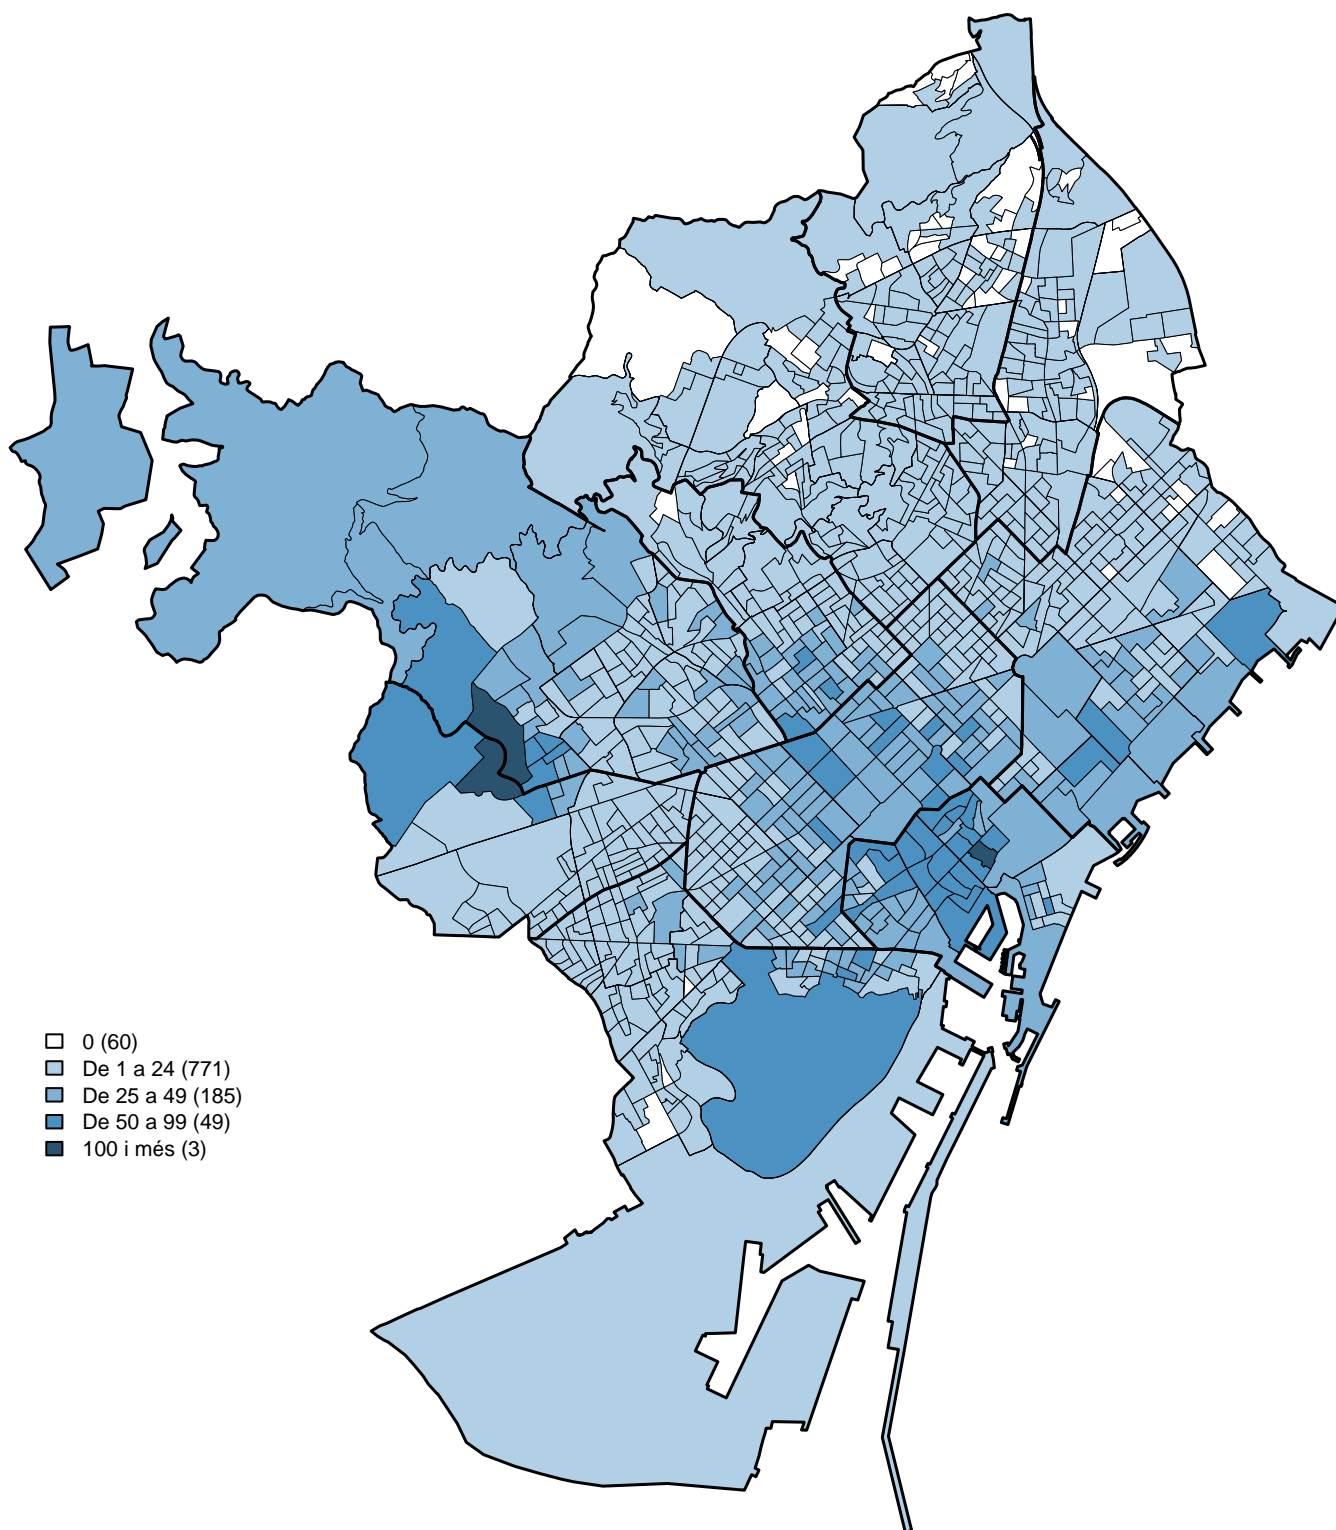 0 (60)
De 1 a 24 (771)
De 25 a 49 (185)
De 50 a 99 (49)
100 i més (3)